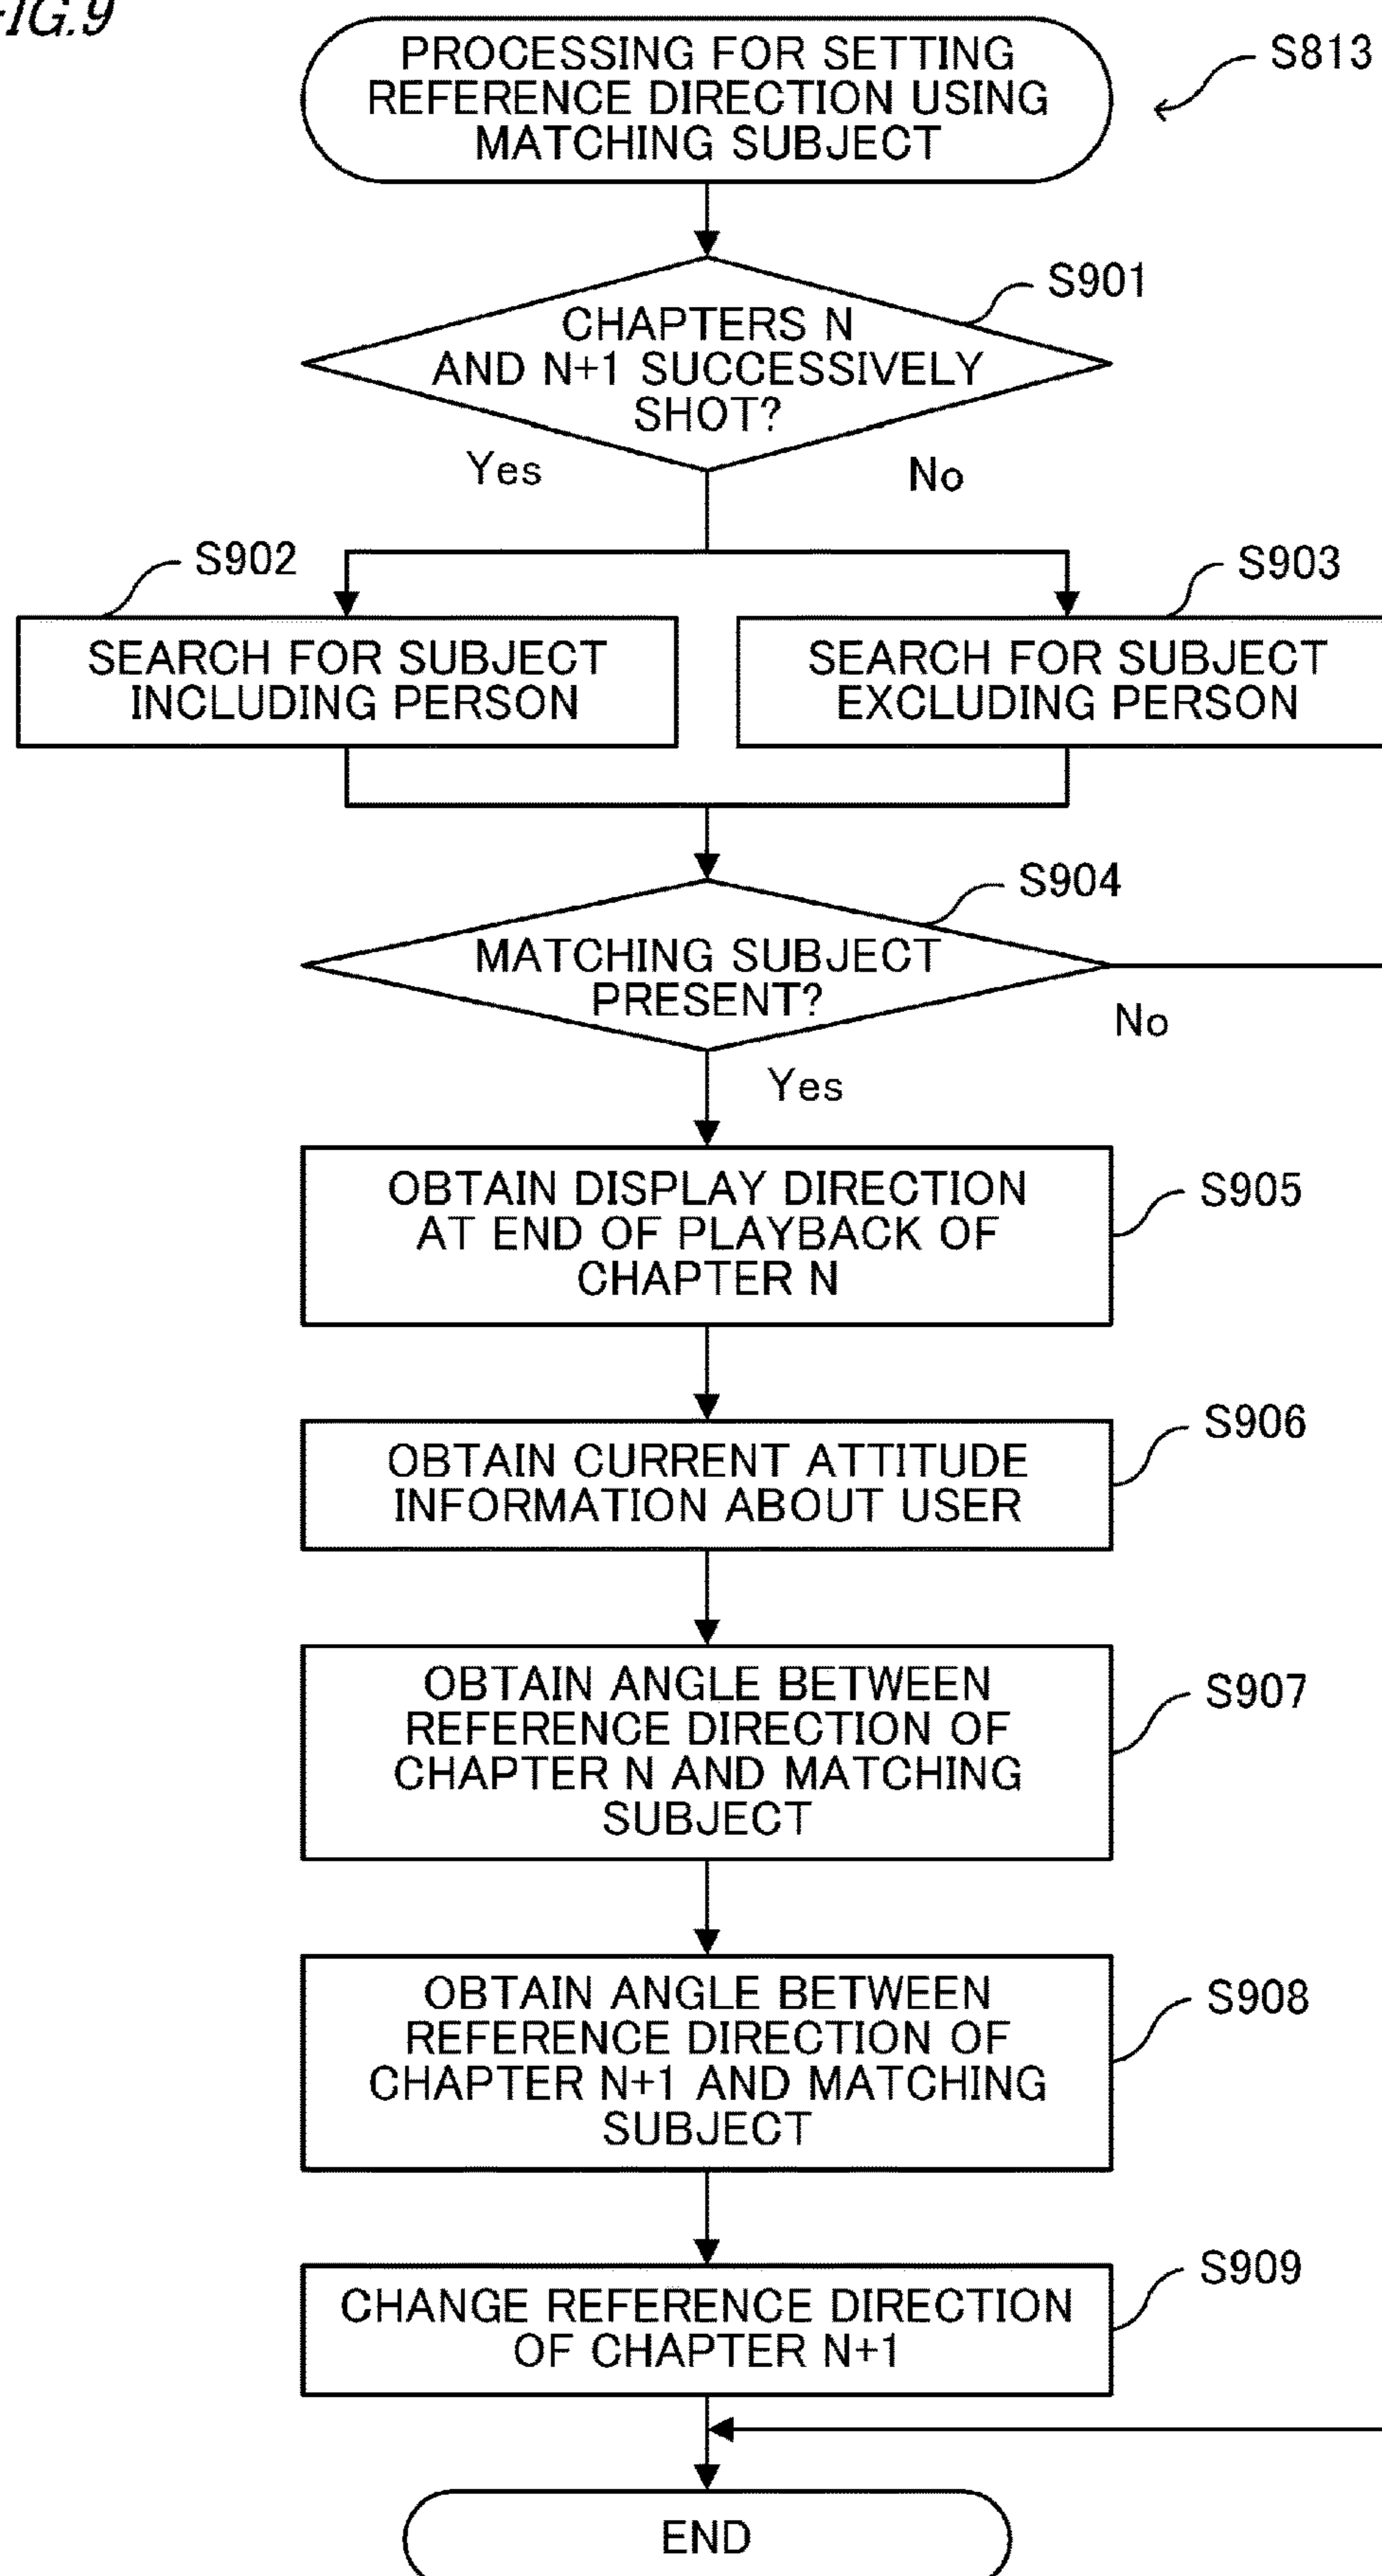 FIG.9
PROCESSING FOR SETTING
REFERENCE DIRECTION USING
MATCHING SUBJECT
S813
S901
CHAPTERS N
AND N+1 SUCCESSIVELY
SHOT?
Yes
No
S902
S903
SEARCH FOR SUBJECT
INCLUDING PERSON
SEARCH FOR SUBJECT
EXCLUDING PERSON
S904
MATCHING SUBJECT
PRESENT?
No
Yes
OBTAIN DISPLAY DIRECTION
AT END OF PLAYBACK OF
CHAPTER N
S905
OBTAIN CURRENT ATTITUDE
INFORMATION ABOUT USER
S906
OBTAIN ANGLE BETWEEN
REFERENCE DIRECTION OF
CHAPTER N AND MATCHING
SUBJECT
S907
OBTAIN ANGLE BETWEEN
REFERENCE DIRECTION OF
CHAPTER N+1 AND MATCHING
SUBJECT
S908
CHANGE REFERENCE DIRECTION
OF CHAPTER N+1
S909
END